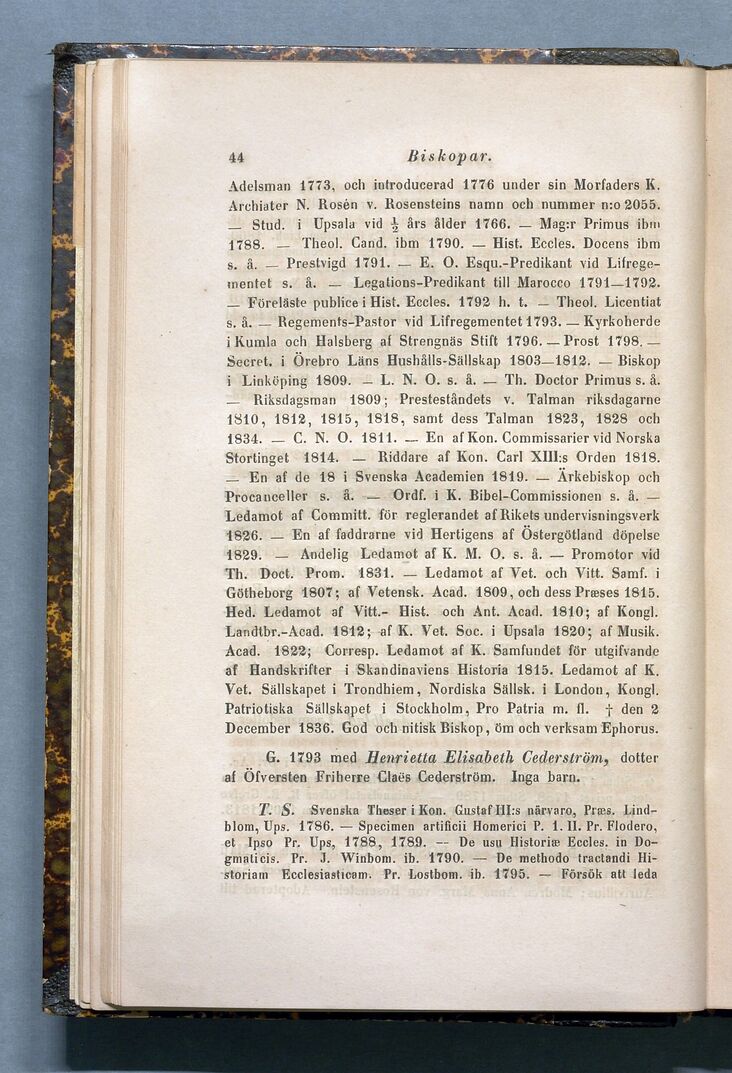 44 Biskopar.
Adelsman 1773, och introducerad 1776 under sin Morfaders K.
Archiater N. Rosén v. Rosensteins namn och nummer n:o 2055.
— Stud. i Upsala vid ½ års ålder 1766. — Mag:r Primus ibm
1788. — Theol. Cand. ibm 1790. — Hist. Eccles. Docens ibm
s. å. — Prestvigd 1791. — E. O. Esqu.-Predikant vid Lifrege-
mentet s. å. — Legations-Predikant till Marocco 1791—1792.
— Föreläste publice i Hist. Eccles. 1792 h. t. — Theol. Licentiat
s. å. — Regements-Pastor vid Lifregementet 1793. — Kyrkoherde
i Kumla och Halsberg af Strengnäs Stift 1796. — Prost 1798. —
Secret. i Örebro Läns Hushålls-Sällskap 1803—1812. — Biskop
i Linköping 1809. — L. N. O. s. å. — Th. Doctor Primus s. å.
— Riksdagsman 1809; Presteståndets v. Talman riksdagarne
1810, 1812, 1815, 1818, samt dess Talman 1823, 1828 och
1834. — C. N. O. 1811. — En af Kon. Commissarier vid Norska
Stortinget 1814. — Riddare af Kon. Carl XIII:s Orden 1818.
— En af de 18 i Svenska Academien 1819. — Ärkebiskop och
Procanceller s. å. — Ordf. i K. Bibel-Commissionen s. å. —
Ledamot af Committ. för reglerandet af Rikets undervisningsverk
1826. — En af faddrarne vid Hertigens af Östergötland döpelse
1829. — Andelig Ledamot af K. M. O. s. å. — Promotor vid
Th. Doct. Prom. 1831. — Ledamot af Vet. och Vitt. Samf. i
Götheborg 1807; af Vetensk. Acad. 1809, och dess Præses 1815.
Hed. Ledamot af Vitt.- Hist. och Ant. Acad. 1810; af Kongl.
Landtbr.-Acad. 1812; af K. Vet. Soc. i Upsala 1820; af Musik.
Acad. 1822; Corresp. Ledamot af K. Samfundet för utgifvande
af Handskrifter i Skandinaviens Historia 1815. Ledamot af K.
Vet. Sällskapet i Trondhiem, Nordiska Sällsk. i London, Kongl.
Patriotiska Sällskapet i Stockholm, Pro Patria m. fl. † den 2
December 1836. God och nitisk Biskop, öm och verksam Ephorus.
G. 1793 med Henrietta Elisabeth Cederström, dotter
af Öfversten Friherre Claës Cederström. Inga barn.
T. S. Svenska Theser i Kon. Gustaf III:s närvaro, Præs. Lind-
blom, Ups. 1786. — Specimen artificii Homerici P. 1. II. Pr. Flodero,
et Ipso Pr. Ups, 1788, 1789. — De usu Historiæ Eccles. in Do-
gmaticis. Pr. J. Winbom. ib. 1790. — De methodo tractandi Hi-
storiam Ecclesiasticam. Pr. Lostbom. ib. 1795. — Försök att leda